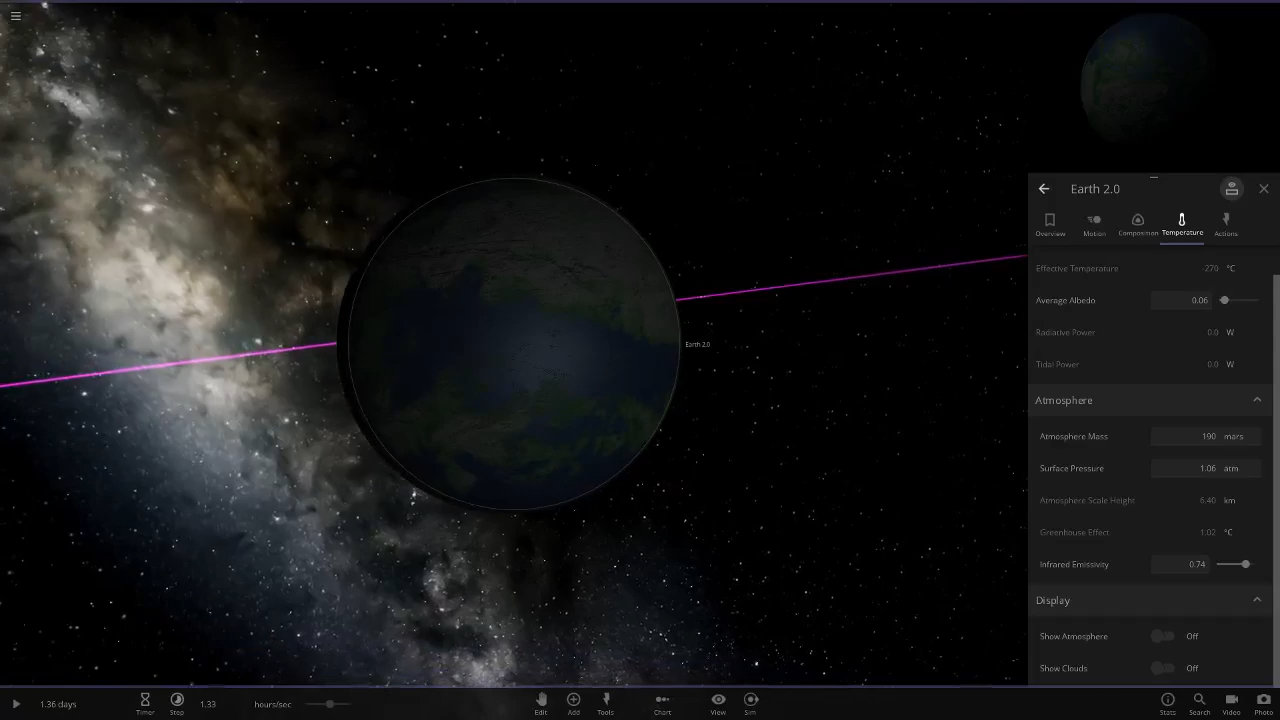 Earth 2.0
Overview Motion Composition Temperature Actions
Effective Temperature -270 °C
Average Albedo 0.06
Radiative Power 0.0 W
Tidal Power 0.0 W
Earth 2.0
Atmosphere
Atmosphere Mass 190 mars
Surface Pressure 1.06 atm
Atmosphere Scale Height 6.40 km
Greenhouse Effect 1.02 °C
Infrared Emissivity 0.74
Display
Show Atmosphere Off
Show Clouds Off
1.36 days Timer Step 1.33 hours/sec Edit Add Tools Chart View Sim Stats Search Video Photo